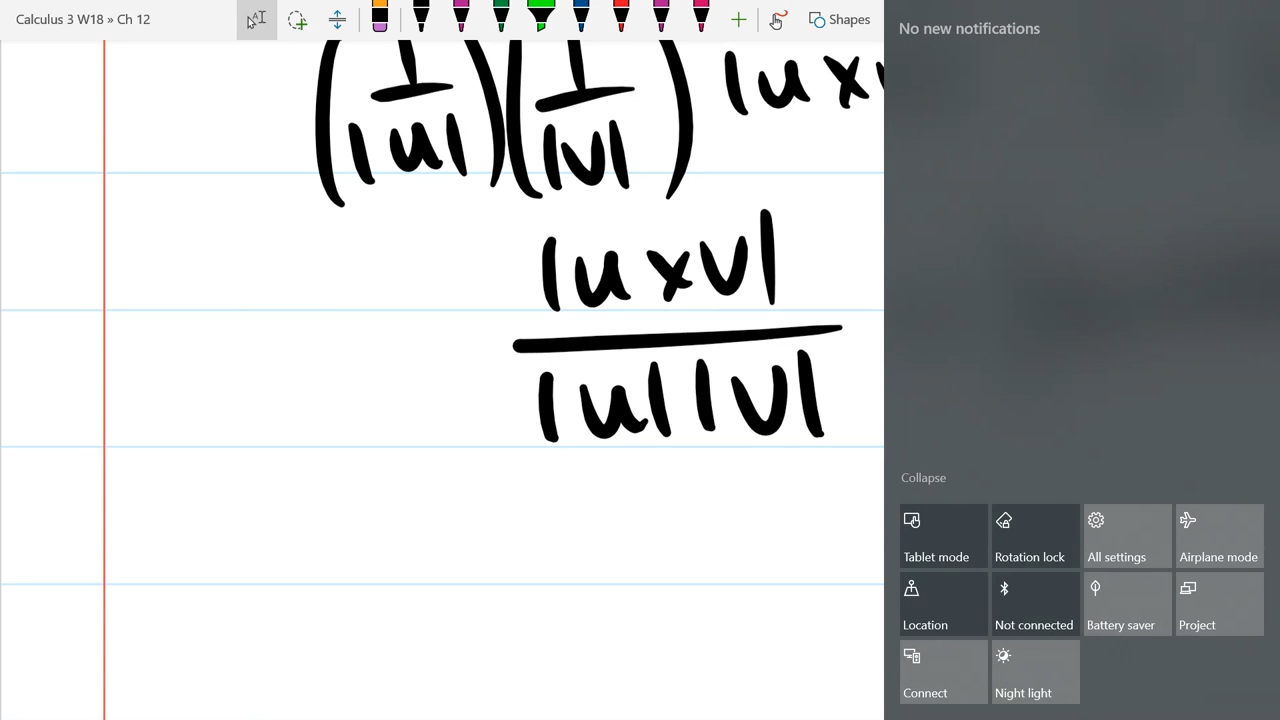 Calculus 3 W18 » Ch 12
Shapes
No new notifications
(1/|u|)(1/|v|) |u x v
|u x v|
|u| |v|
Collapse
Tablet mode
Rotation lock
All settings
Airplane mode
Location
Not connected
Battery saver
Project
Connect
Night light